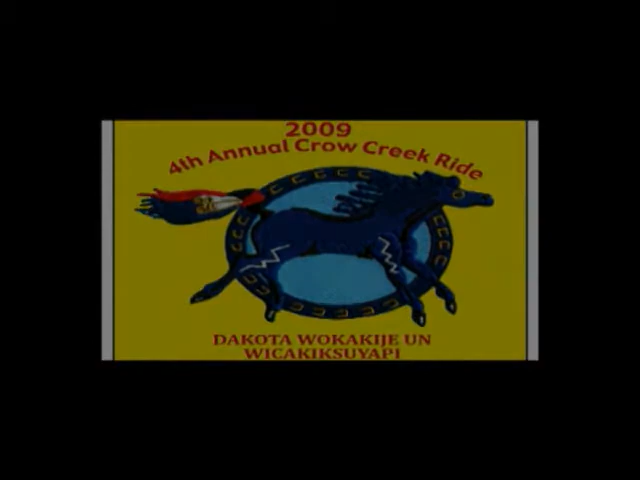 2009
4th Annual Crow Creek Ride
DAKOTA WOKAKIJE UN
WICAKIKSUYAPI